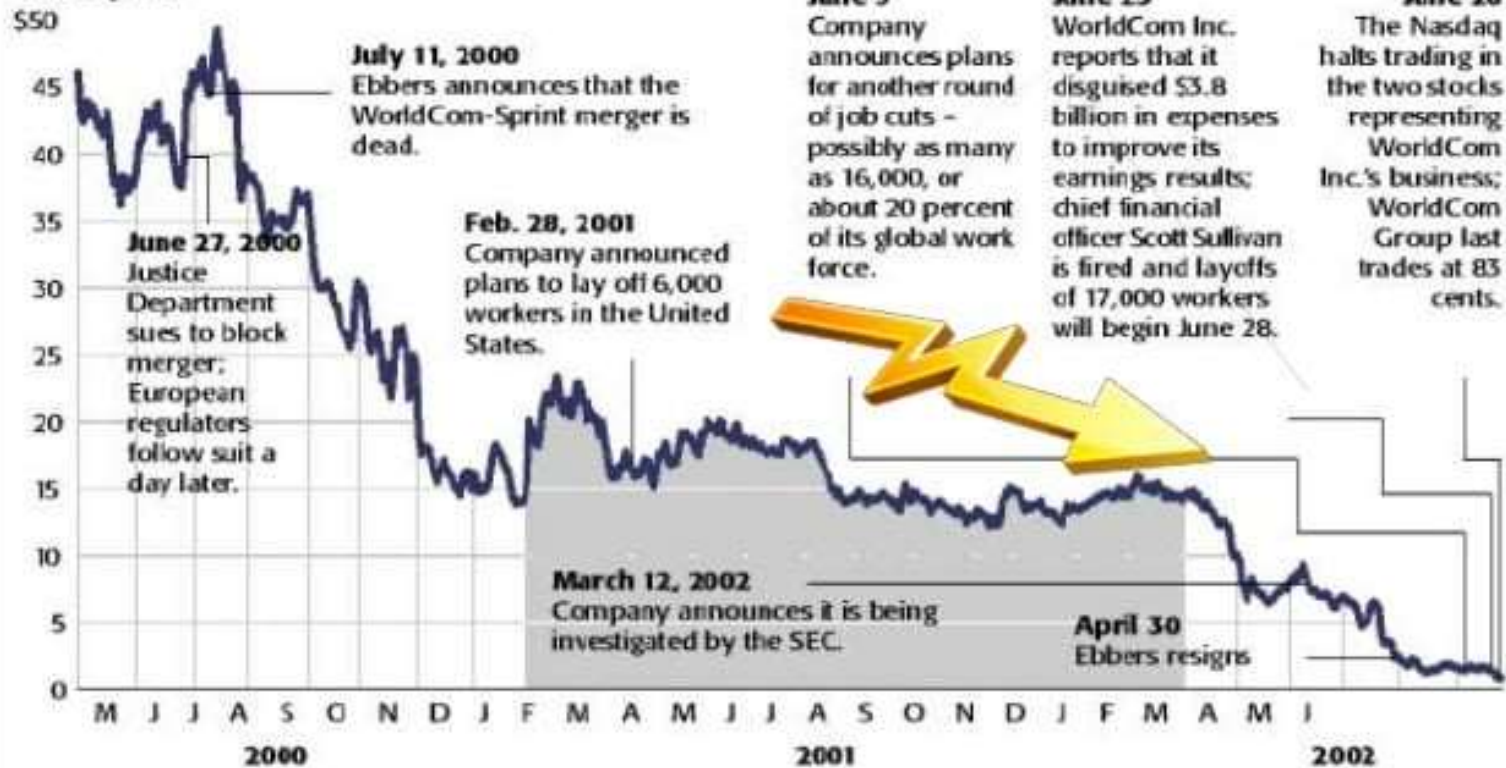 $50
45
40
35
30
25
20
15
10
5
0
July 11, 2000
Ebbers announces that the
WorldCom-Sprint merger is
dead.
June 27, 2000
Justice
Department
sues to block
merger;
European
regulators
follow suit a
day later.
Feb. 28, 2001
Company announced
plans to lay off 6,000
workers in the United
States.
June
Company
announces plans
for another round
of job cuts –
possibly as many
as 16,000, or
about 20 percent
of its global work
force.
June
WorldCom Inc.
reports that it
disguised $3.8
billion in expenses
to improve its
earnings results;
chief financial
officer Scott Sullivan
is fired and layoffs
of 17,000 workers
will begin June 28.
June
The Nasdaq
halts trading in
the two stocks
representing
WorldCom
Inc.'s business;
WorldCom
Group last
trades at 83
cents.
March 12, 2002
Company announces it is being
investigated by the SEC.
April 30
Ebbers resigns
M J J A S O N D J F M A M J J A S O N D J F M A M J
2000 2001 2002